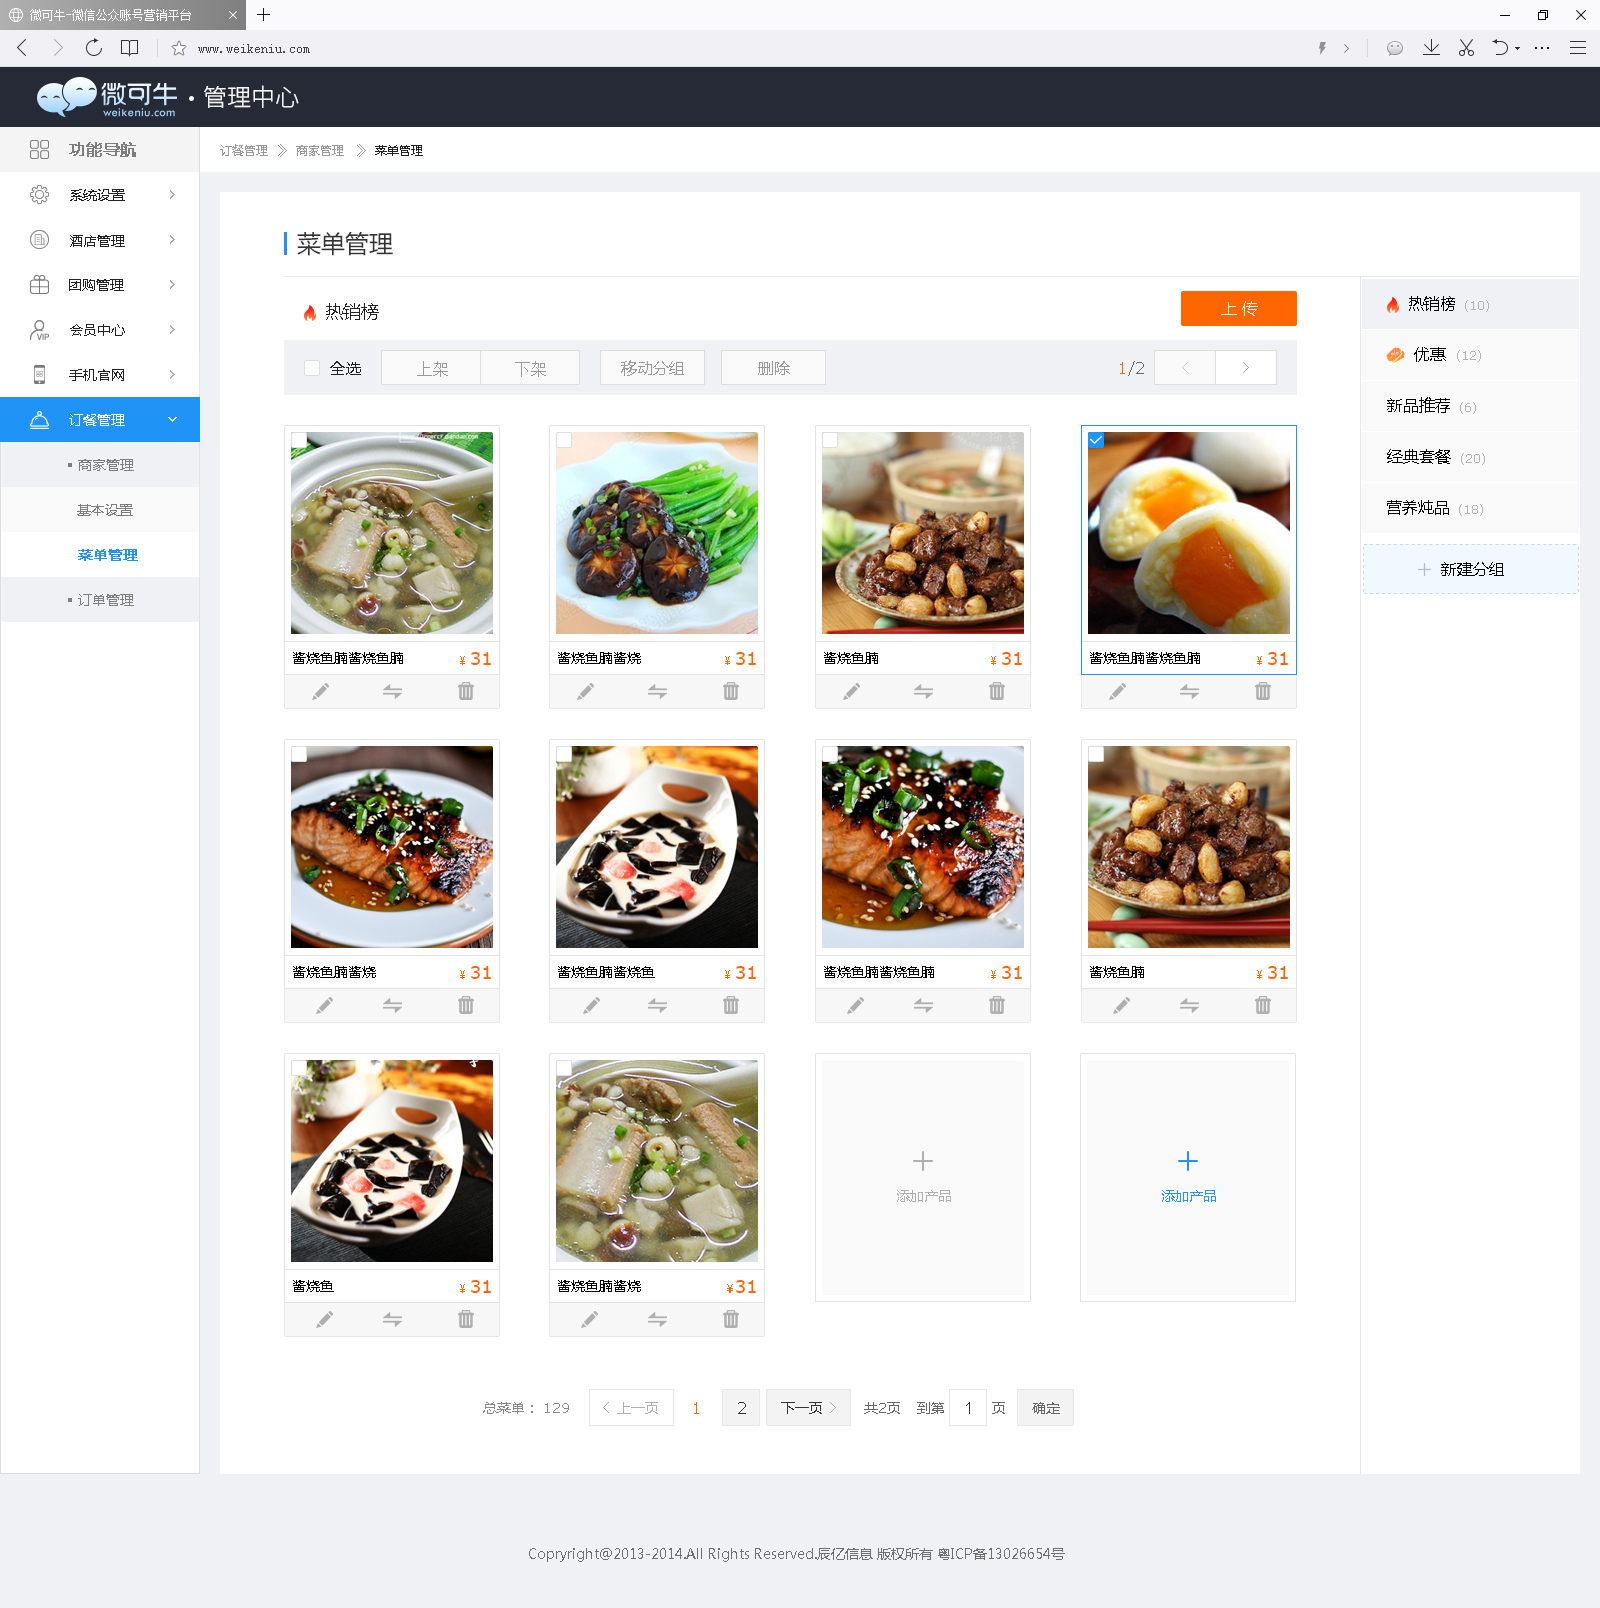 微可牛-微信公众账号营销平台
www.weikeniu.com
微可牛·管理中心
weikeniu.com
功能导航
系统设置
酒店管理
团购管理
会员中心
VIP
手机官网
订餐管理
商家管理
基本设置
菜单管理
订单管理
订餐管理 商家管理 菜单管理
菜单管理
热销榜
上传
全选 上架 下架 移动分组 删除 1/2
酱烧鱼腩酱烧鱼腩 ¥ 31
酱烧鱼腩酱烧 ¥ 31
酱烧鱼腩 ¥ 31
酱烧鱼腩酱烧鱼腩 ¥ 31
酱烧鱼腩酱烧 ¥ 31
酱烧鱼腩酱烧鱼 ¥ 31
酱烧鱼腩酱烧鱼腩 ¥ 31
酱烧鱼腩 ¥ 31
酱烧鱼 ¥ 31
酱烧鱼腩酱烧 ¥31
添加产品
添加产品
总菜单： 129 上一页 1 2 下一页 共2页 到第 1 页 确定
热销榜 (10)
优惠 (12)
新品推荐 (6)
经典套餐 (20)
营养炖品 (18)
新建分组
Copryright@2013-2014.All Rights Reserved.辰亿信息 版权所有 粤ICP备13026654号